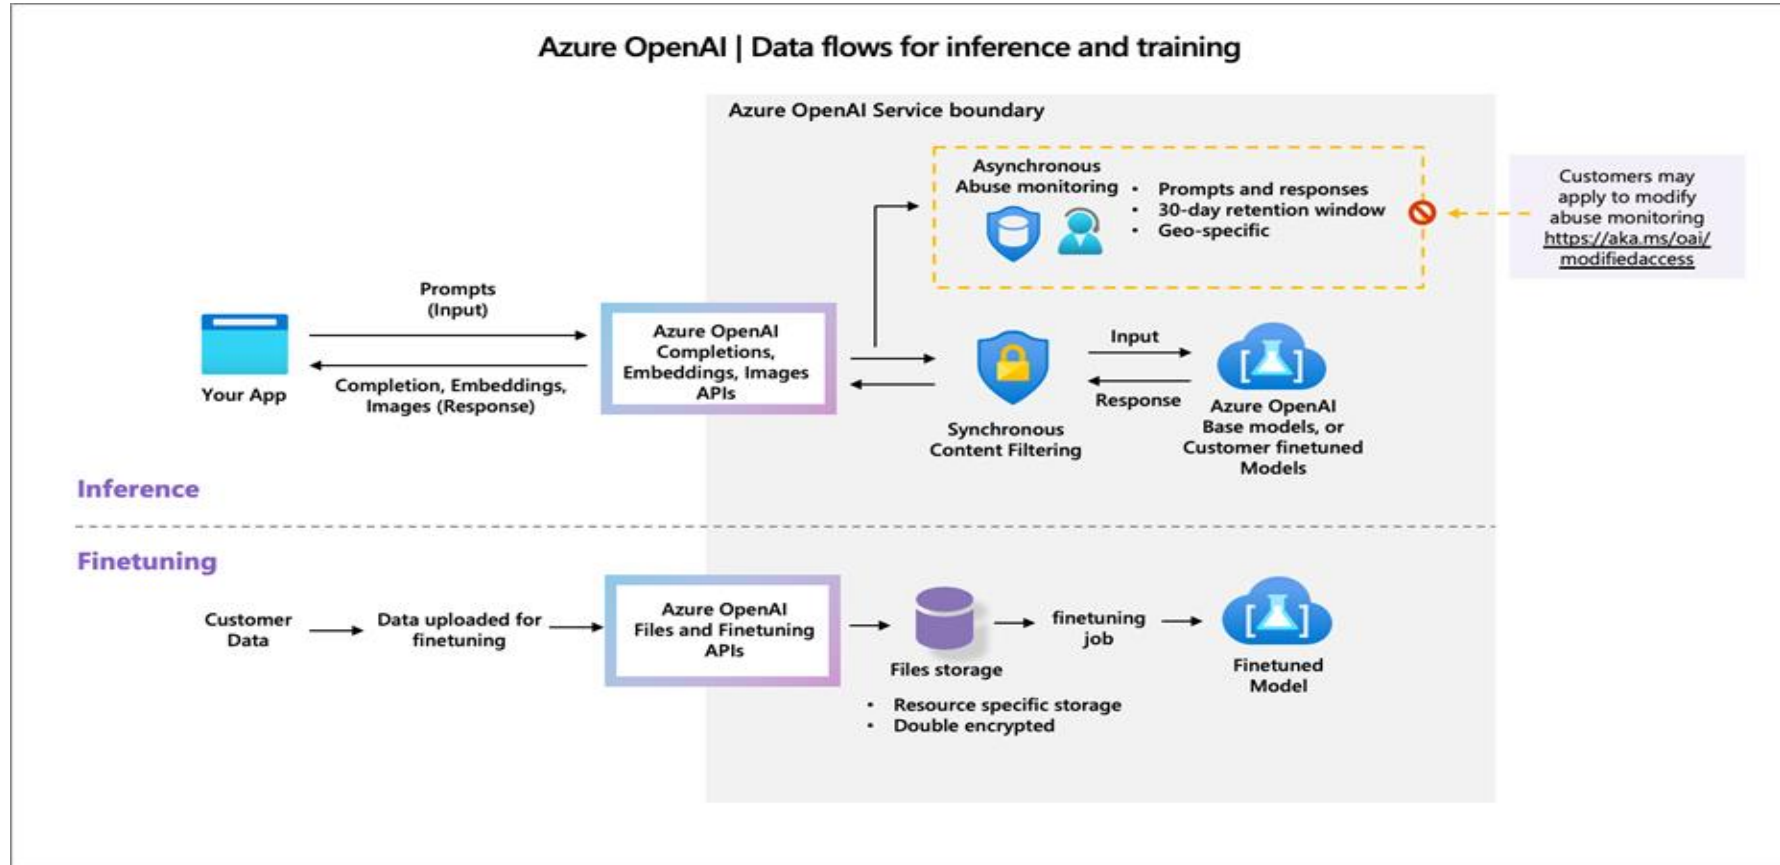 Azure OpenAI | Data flows for inference and training
Azure OpenAI Service boundary
Asynchronous
Abuse monitoring
• Prompts and responses
• 30-day retention window
• Geo-specific
Customers may
apply to modify
abuse monitoring
https://aka.ms/oai/
modifiedaccess
Prompts
(Input)
Your App
Completion, Embeddings,
Images (Response)
Azure OpenAI
Completions,
Embeddings, Images
APIs
Synchronous
Content Filtering
Input
Response
Azure OpenAI
Base models, or
Customer finetuned
Models
Inference
Finetuning
Customer
Data
Data uploaded for
finetuning
Azure OpenAI
Files and Finetuning
APIs
Files storage
• Resource specific storage
• Double encrypted
finetuning
job
Finetuned
Model